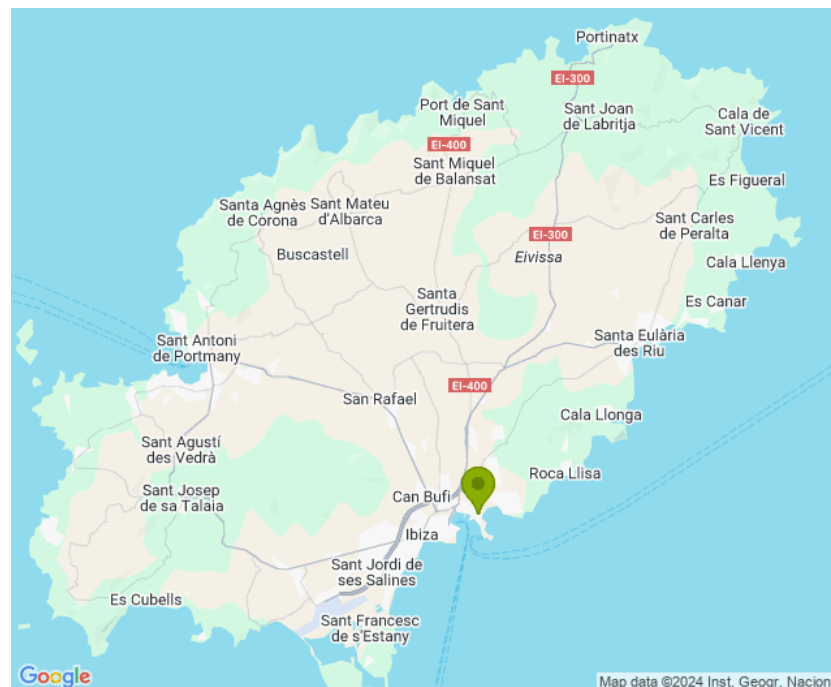 Portinatx
EI-300
Port de Sant
Miquel
Sant Joan
de Labritja
Cala de
Sant Vicent
EI-400
Sant Miquel
de Balansat
Es Figueral
Santa Agnès
de Corona
Sant Mateu
d'Albarca
Sant Carles
de Peralta
EI-300
Buscastell
Eivissa
Cala Llenya
Santa
Gertrudis
de Fruitera
Es Canar
Sant Antoni
de Portmany
Santa Eulària
des Riu
EI-400
San Rafael
Cala Llonga
Sant Agustí
des Vedrà
Roca Llisa
Sant Josep
de sa Talaia
Can Bufí
Ibiza
Sant Jordi de
ses Salines
Es Cubells
Sant Francesc
de s'Estany
Google
Map data ©2024 Inst. Geogr. Nacion